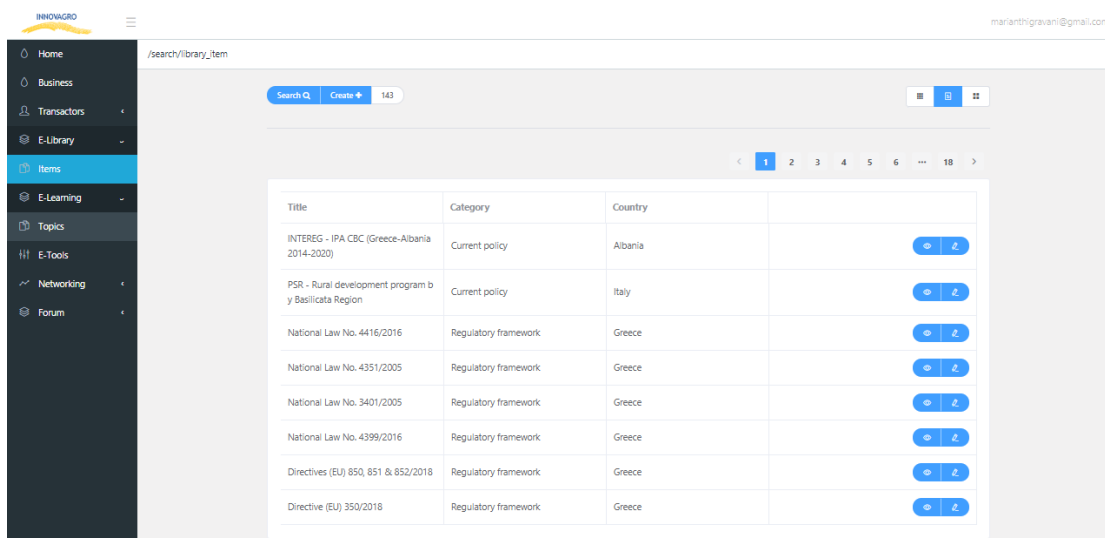 INNOVAGRO
marianthigravani@gmail.com
Home
/search/library_item
Business
Transactors
E-Library
Items
E-Learning
Topics
E-Tools
Networking
Forum
Search
Create
143
1 2 3 4 5 6 ... 18
Title Category Country
INTEREG - IPA CBC (Greece-Albania
2014-2020)
Current policy Albania
PSR - Rural development program b
y Basilicata Region
Current policy Italy
National Law No. 4416/2016 Regulatory framework Greece
National Law No. 4351/2005 Regulatory framework Greece
National Law No. 3401/2005 Regulatory framework Greece
National Law No. 4399/2016 Regulatory framework Greece
Directives (EU) 850, 851 & 852/2018 Regulatory framework Greece
Directive (EU) 350/2018 Regulatory framework Greece